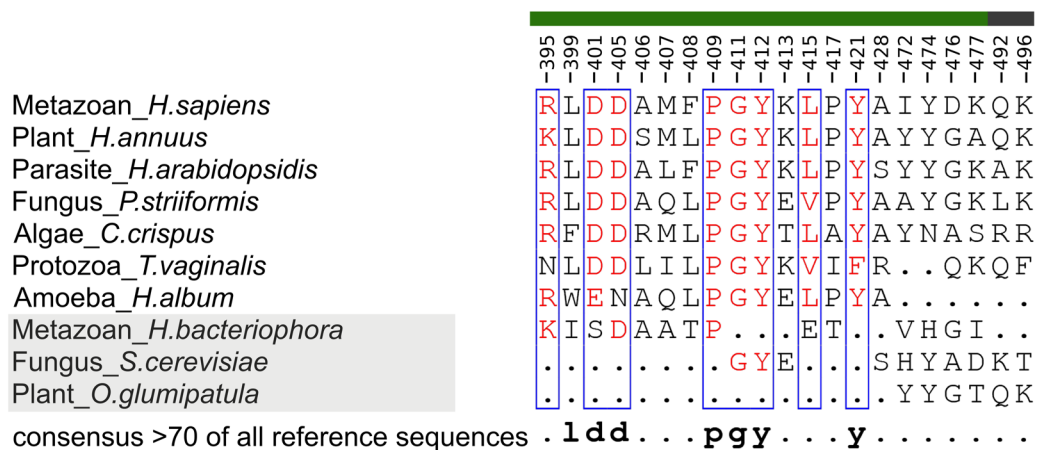 -395 -399 -401 -405 -406 -407 -408 -409 -411 -412 -413 -415 -421 -428 -472 -474 -476 -477 -492 -496
Metazoan_H.sapiens RLDDAMFPGYKLPYAIYDKQK
Plant_H.annuus KLDDSMLPGYKLPYAYYGAQK
Parasite_H.arabidopsidis RLDDALFPGYKLPYSYYGKAK
Fungus_P.striiformis RLDDAQLPGYEVPYAAYGKLK
Algae_C.crispus RFDDRMLPGYTLAYAYNASRR
Protozoa_T.vaginalis NLDDLILPGYKVIFR..QKQF
Amoeba_H.album RWENAQLPGYELPYA......
Metazoan_H.bacteriophora KISDAATP...ET..VHGI..
Fungus_S.cerevisiae ........GYE...SHYADKT
Plant_O.glumipatula ...............YYGTQK
consensus >70 of all reference sequences .ldd...pgy...y.......